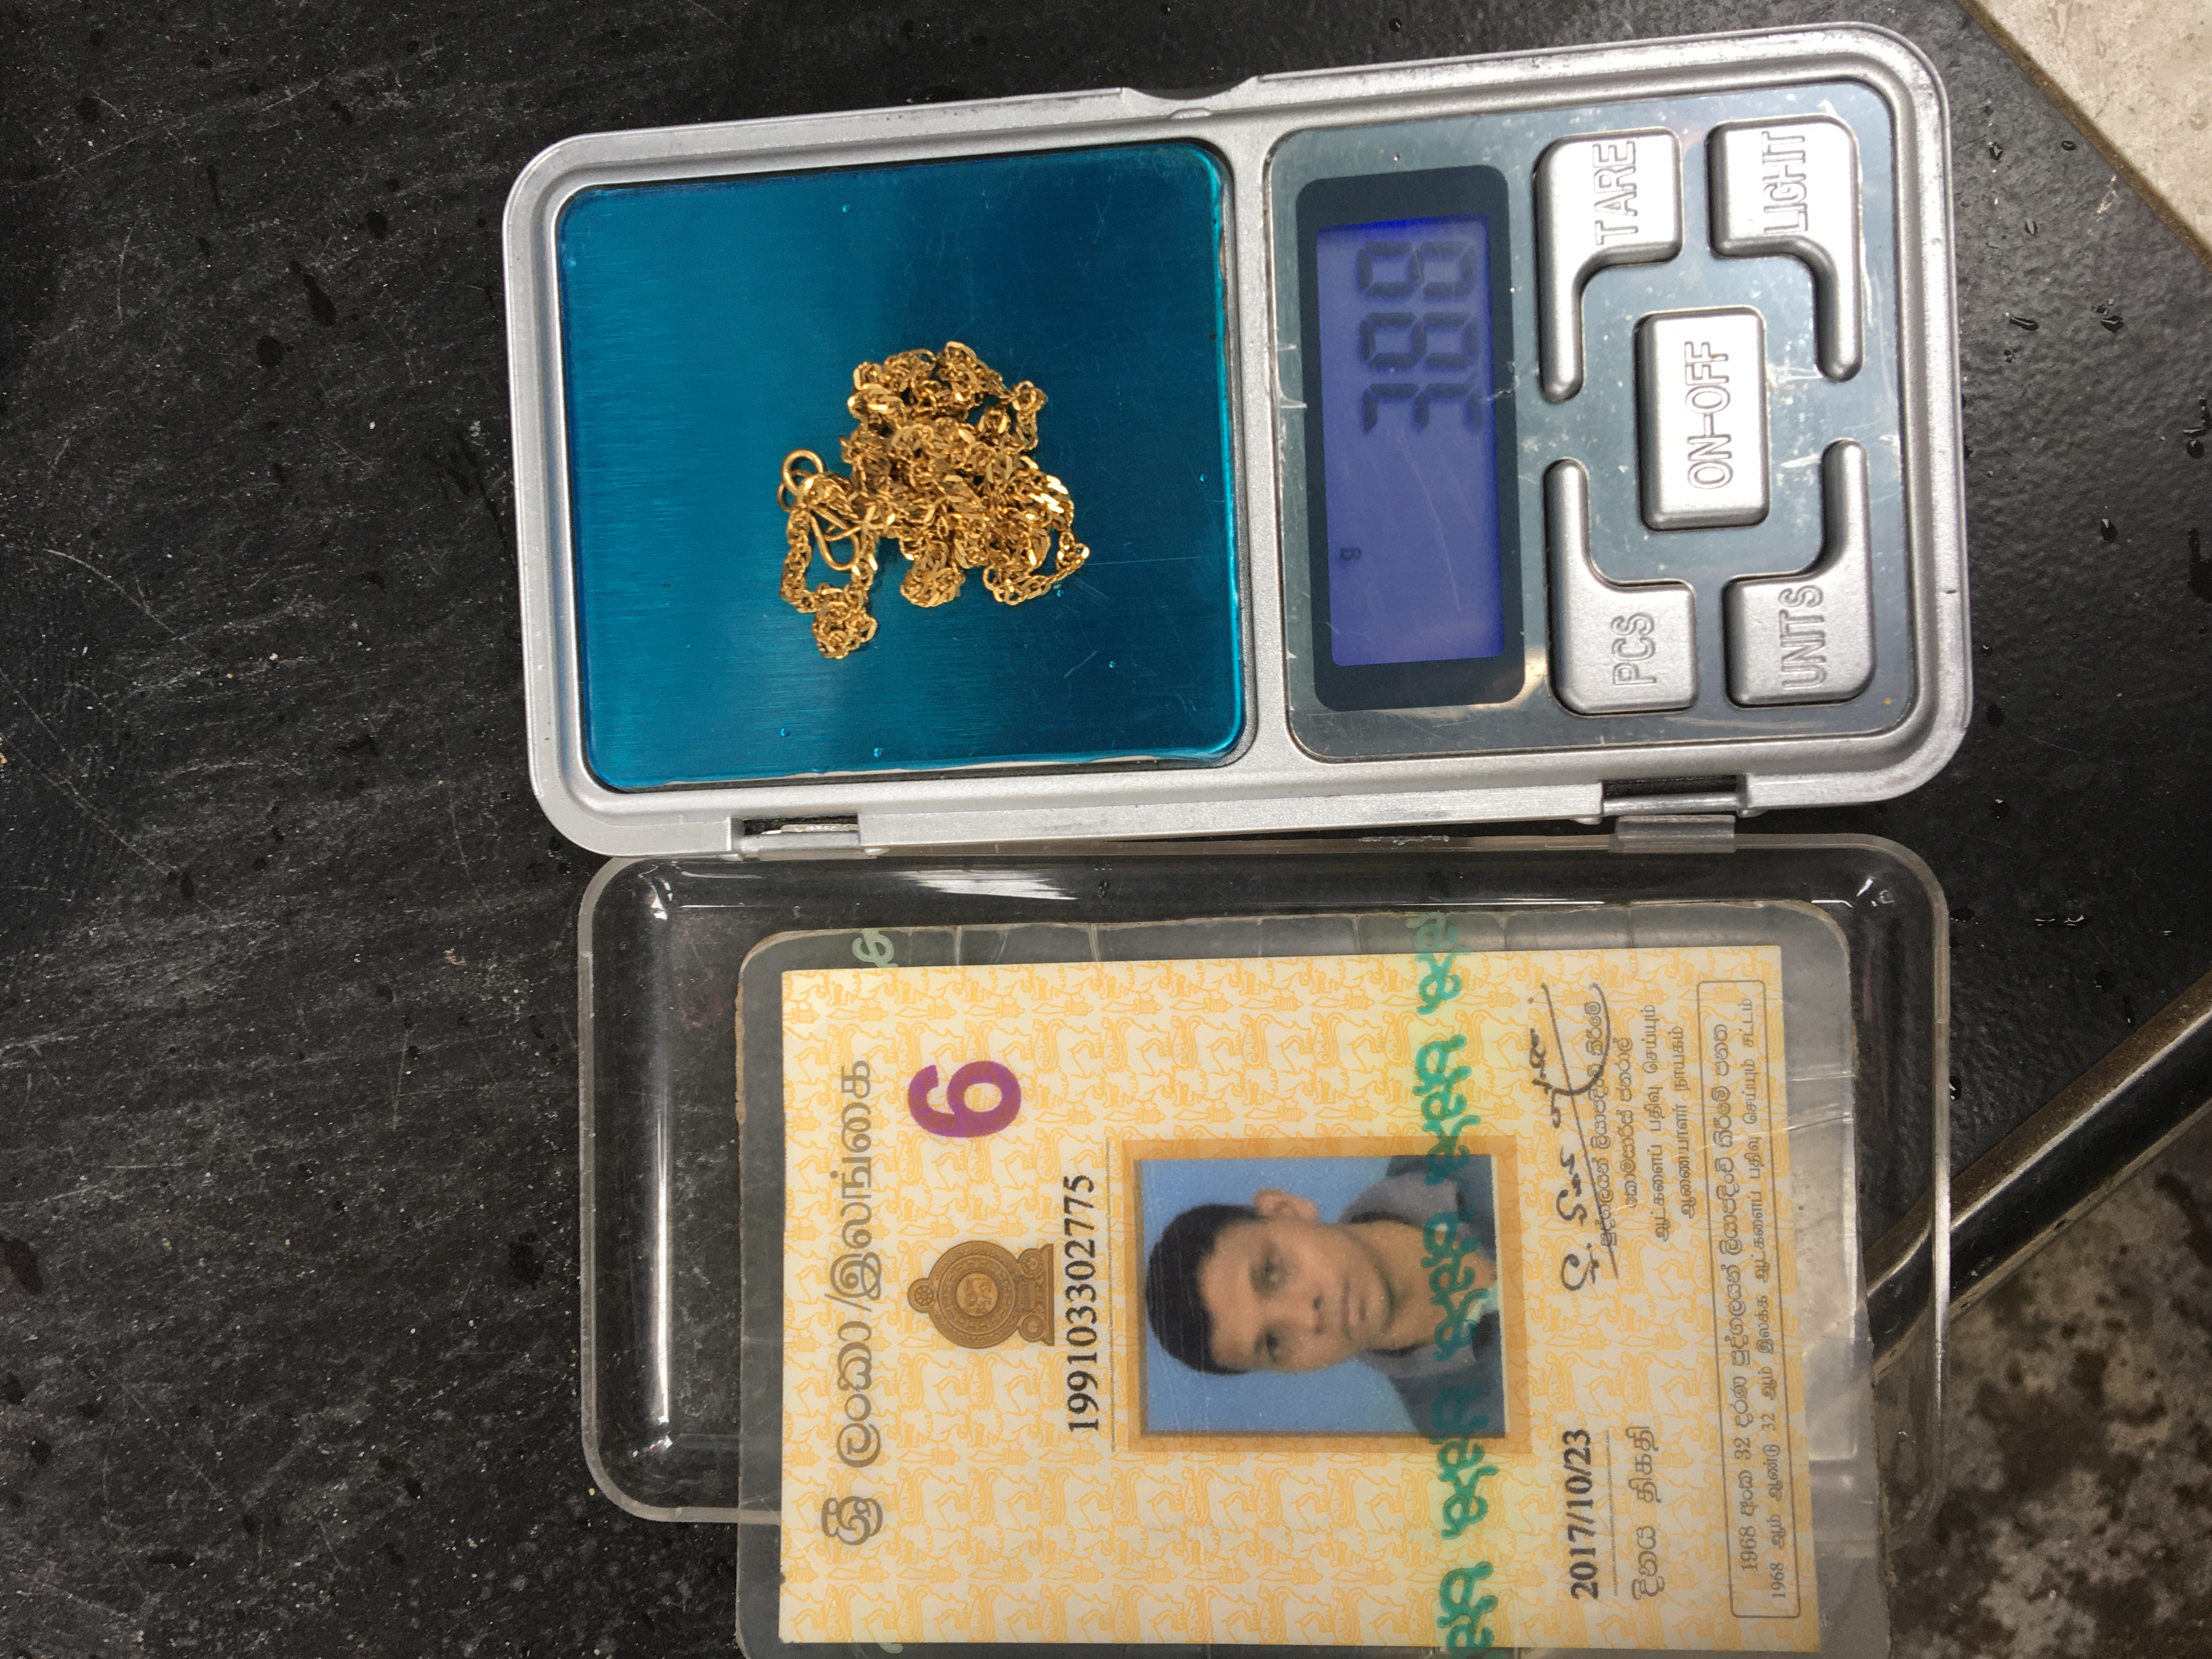 ශ්‍රී ලංකා/இலங்கை
6
199103302775
2017/10/23
දිනය திகதி
පුද්ගලයන් ලියාපදිංචි කිරීමේ
කොමසාරිස් ජනරාල්
ஆட்களைப் பதிவு செய்யும்
ஆணையாளர் நாயகம்
1968 අංක 32 දරණ පුද්ගලයන් ලියාපදිංචි කිරීමේ පනත
1968 ஆம் ஆண்டு 32 ஆம் இலக்க ஆட்களைப் பதிவு செய்யும் சட்டம்
g
3.88
PCS
TARE
ON-OFF
UNITS
LIGHT